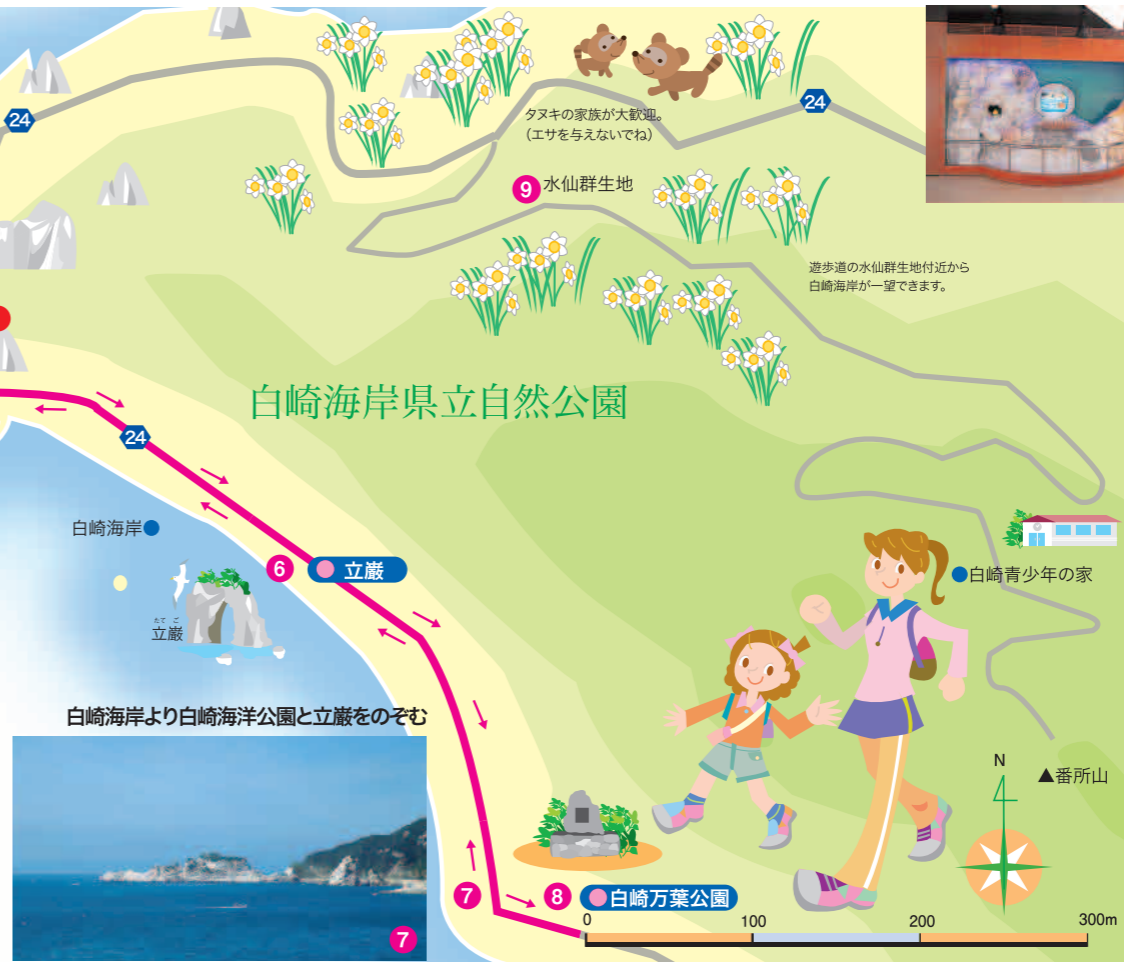 24
タヌキの家族が大歓迎。
（エサを与えないでね）
24
9 水仙群生地
遊歩道の水仙群生地付近から
白崎海岸が一望できます。
白崎海岸県立自然公園
24
白崎海岸
6 立巌
たてご
立巌
白崎青少年の家
白崎海岸より白崎海洋公園と立巌をのぞむ
N
▲番所山
7
7
8 白崎万葉公園
0 100 200 300m